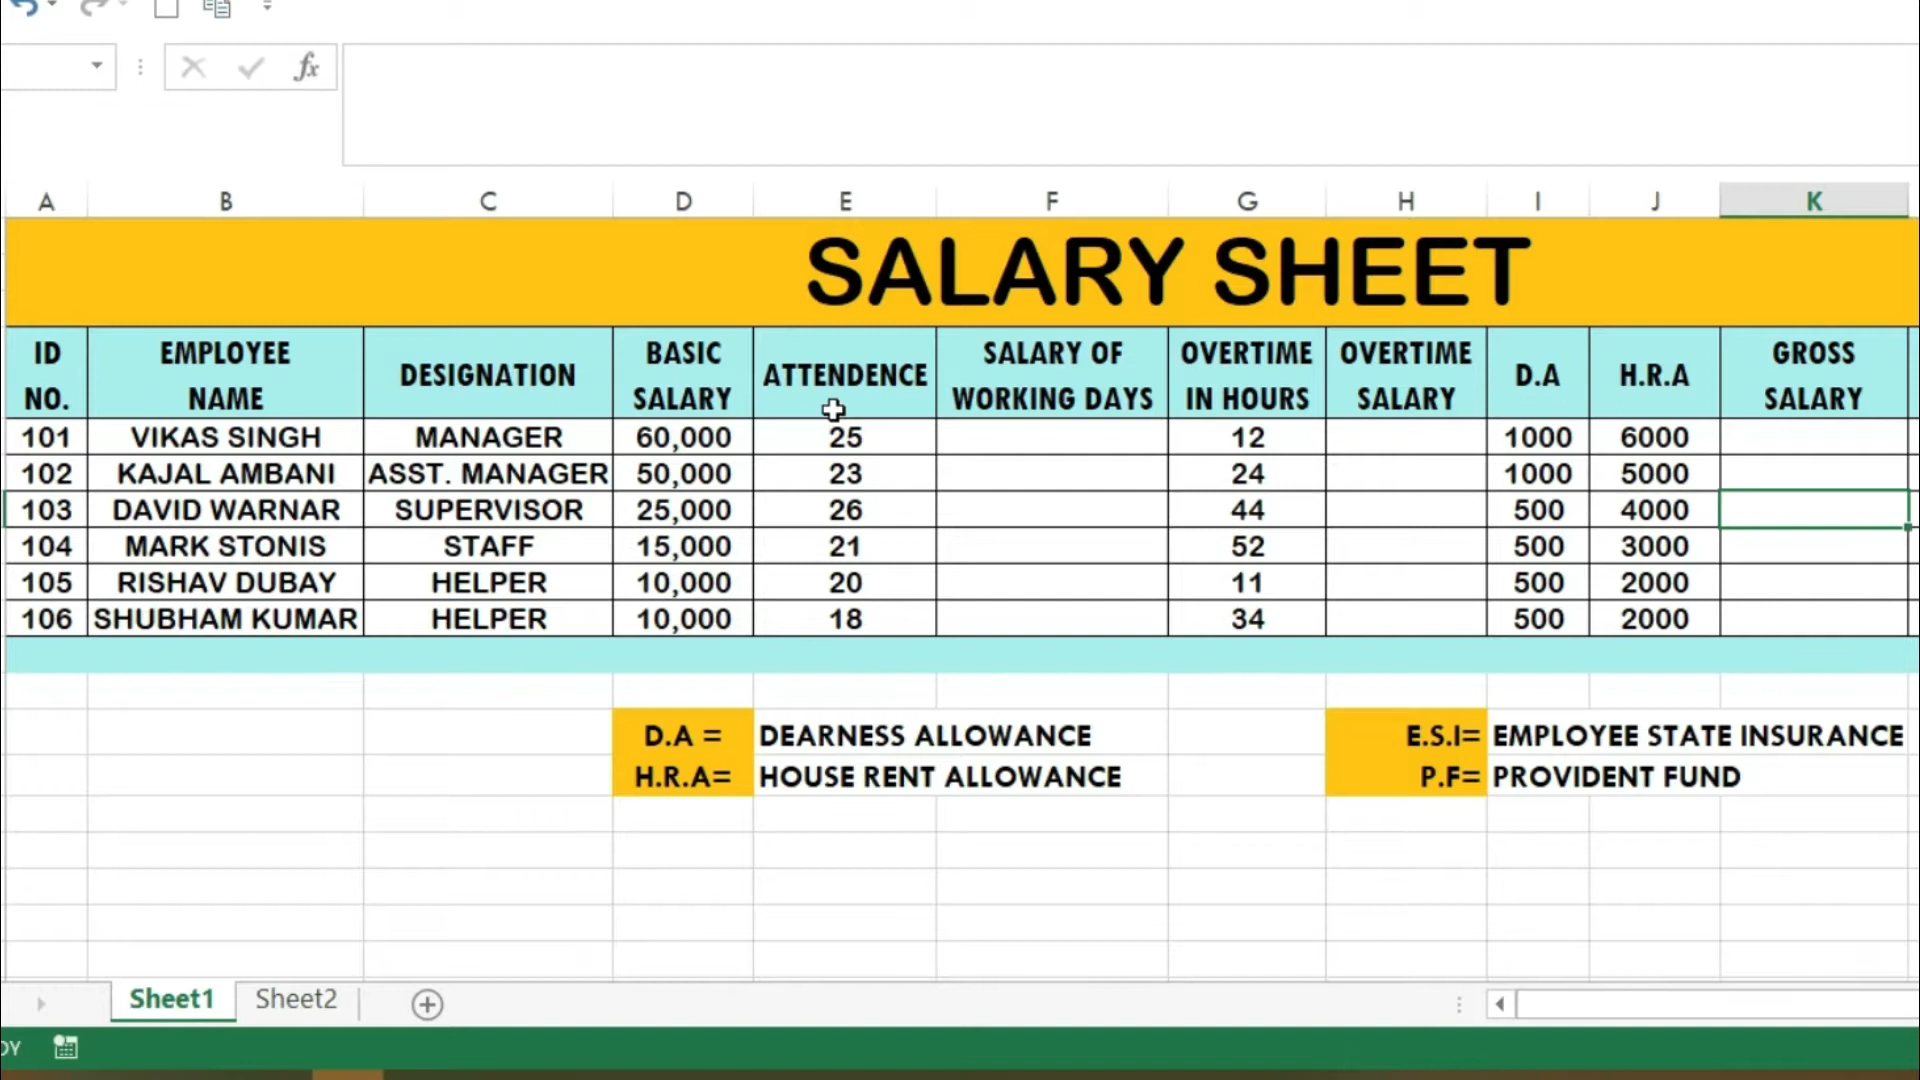 fx
A B C D E F G H I J K
SALARY SHEET
ID NO. EMPLOYEE NAME DESIGNATION BASIC SALARY ATTENDENCE SALARY OF WORKING DAYS OVERTIME IN HOURS OVERTIME SALARY D.A H.R.A GROSS SALARY
101 VIKAS SINGH MANAGER 60,000 25 12 1000 6000
102 KAJAL AMBANI ASST. MANAGER 50,000 23 24 1000 5000
103 DAVID WARNAR SUPERVISOR 25,000 26 44 500 4000
104 MARK STONIS STAFF 15,000 21 52 500 3000
105 RISHAV DUBAY HELPER 10,000 20 11 500 2000
106 SHUBHAM KUMAR HELPER 10,000 18 34 500 2000
D.A = DEARNESS ALLOWANCE E.S.I= EMPLOYEE STATE INSURANCE
H.R.A= HOUSE RENT ALLOWANCE P.F= PROVIDENT FUND
Sheet1 Sheet2
DY